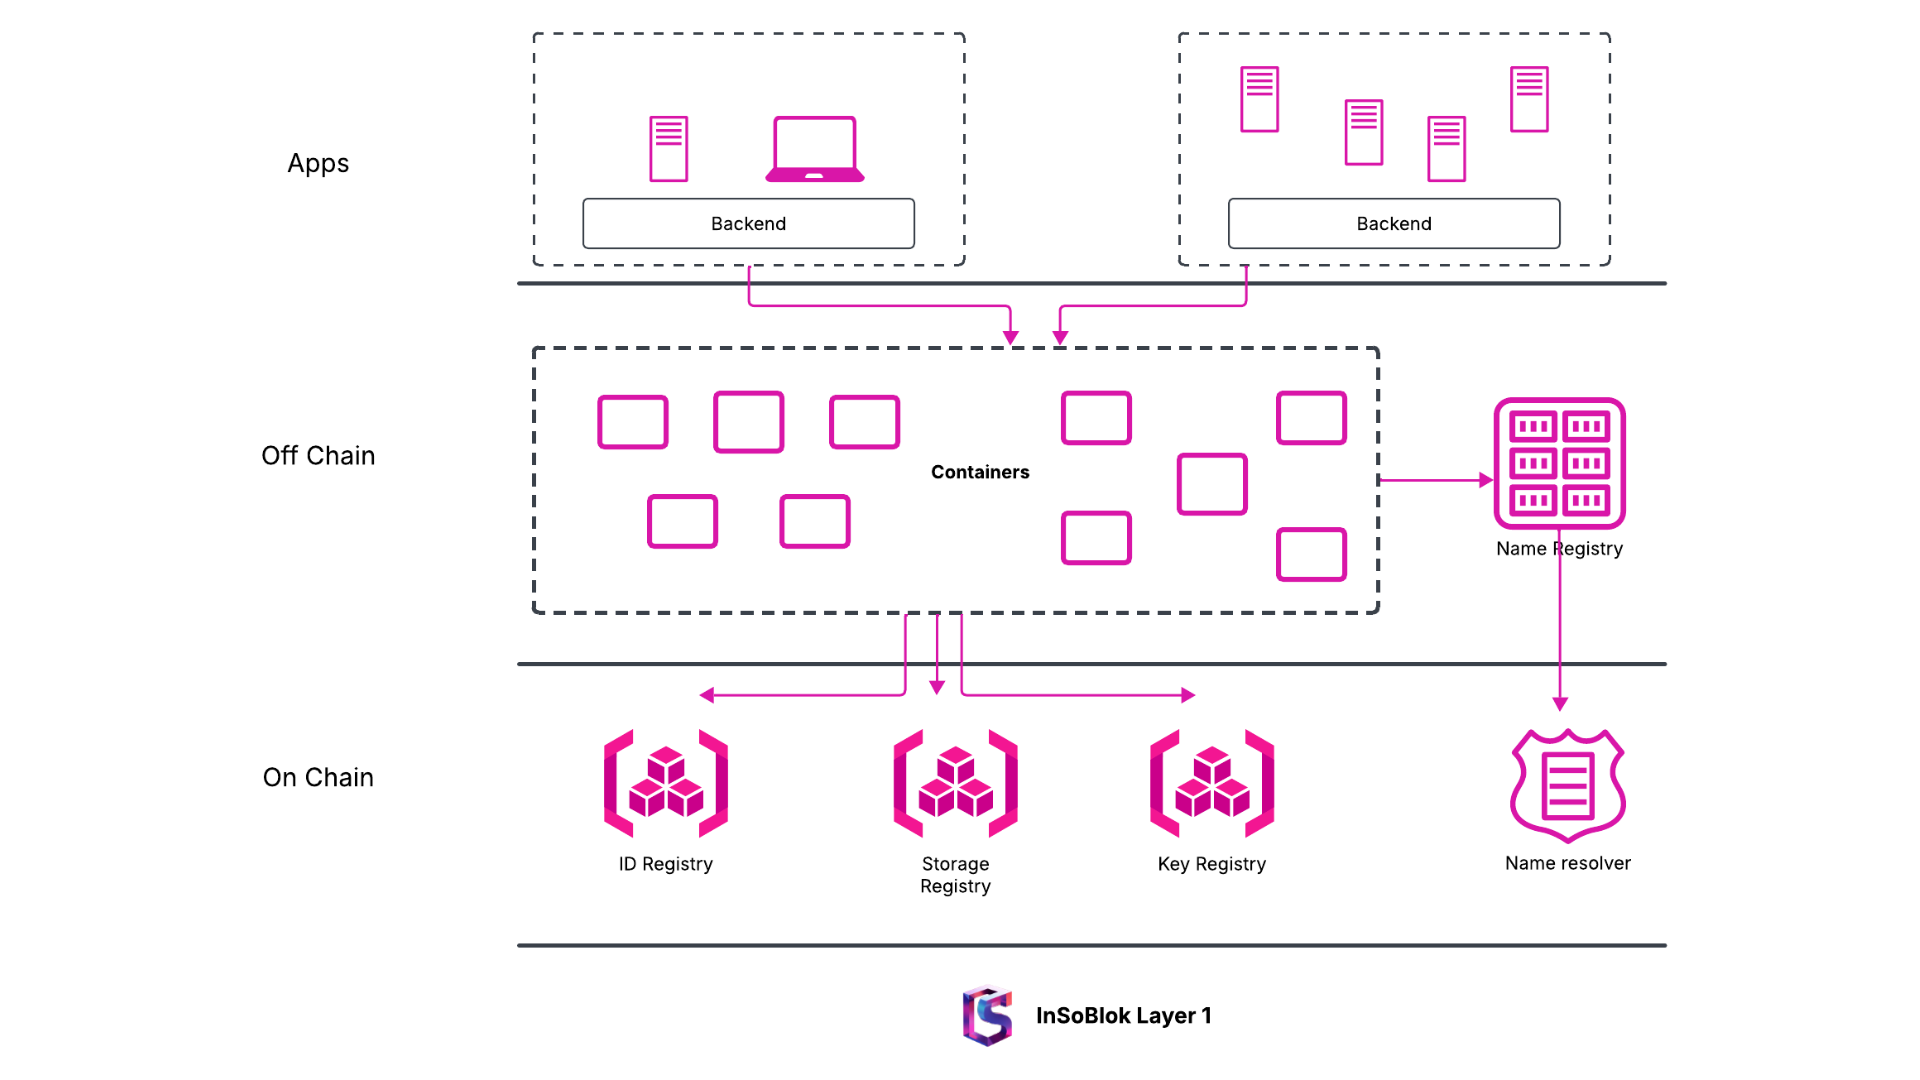 Apps
Backend
Backend
Off Chain
Containers
Name Registry
On Chain
ID Registry
Storage
Registry
Key Registry
Name resolver
InSoBlok Layer 1